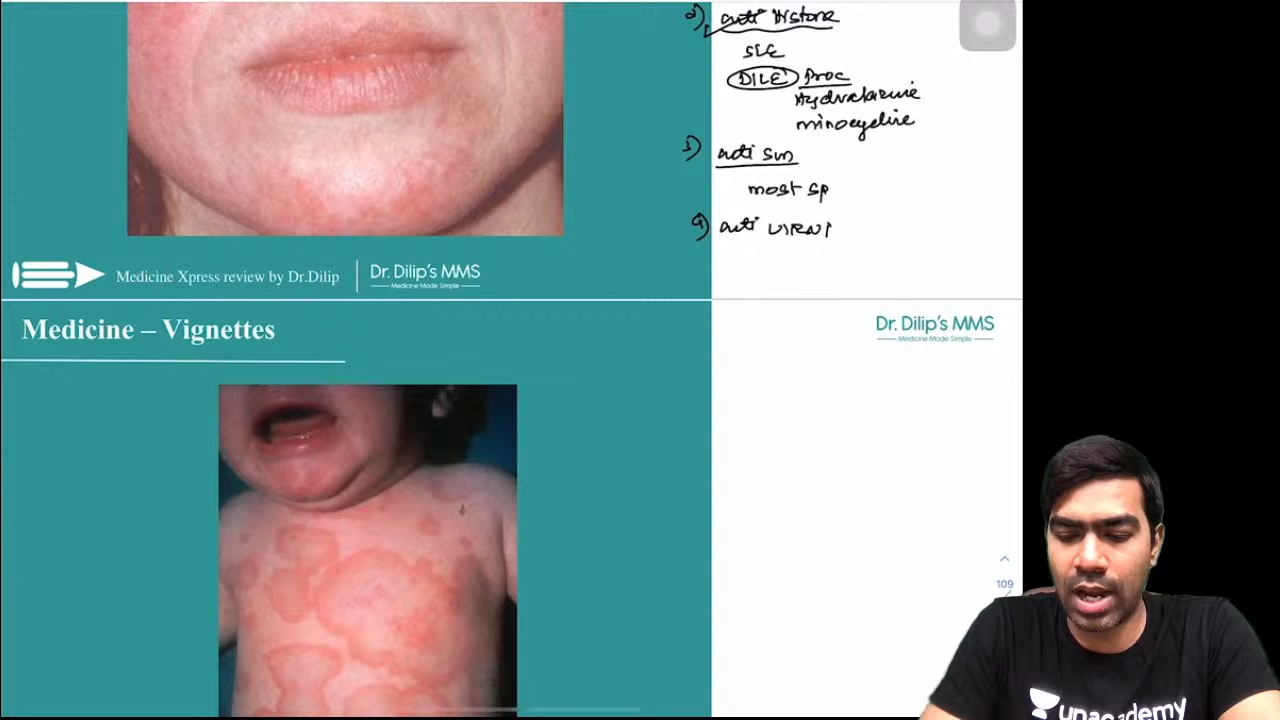 2) anti Histone
SLE
DILE Proc
Hydralazine
minocycline
3) anti Sm
most sp
4) anti U1RNP
Medicine Xpress review by Dr.Dilip
Dr. Dilip's MMS
Medicine Made Simple
Medicine – Vignettes
Dr. Dilip's MMS
Medicine Made Simple
109
unacademy